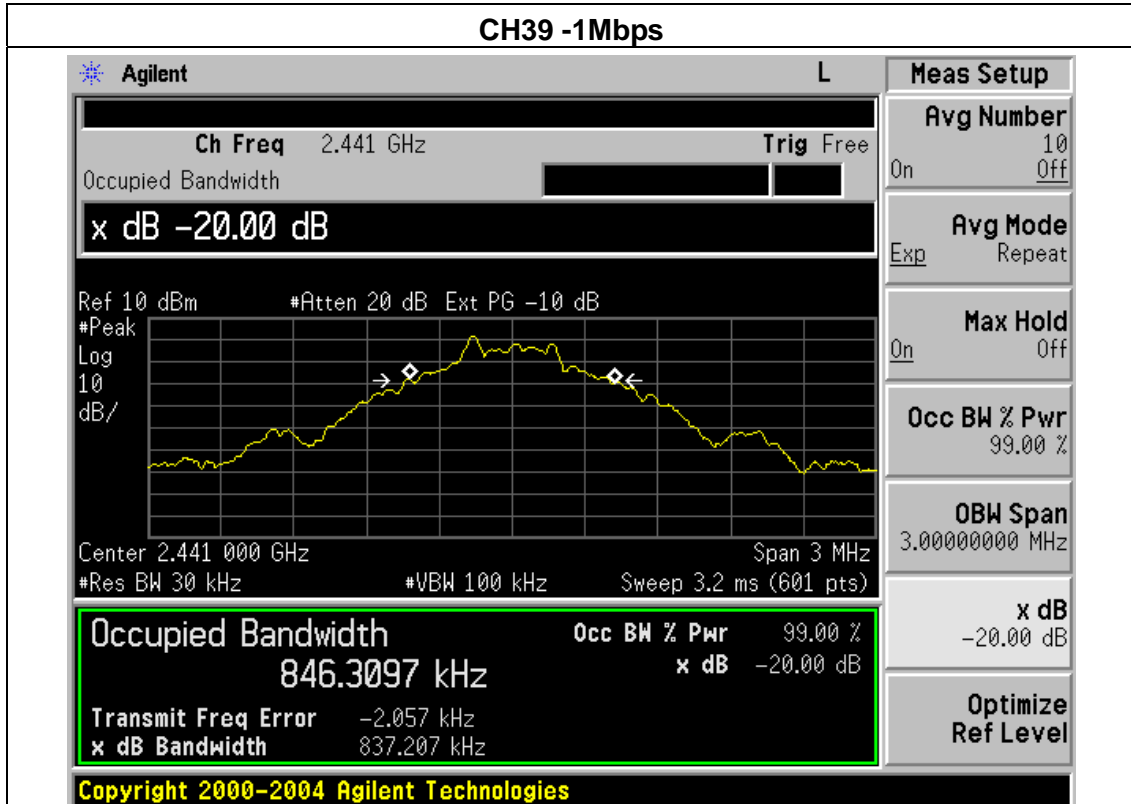 CH39 -1Mbps
Agilent L Meas Setup
Ch Freq 2.441 GHz Trig Free
Occupied Bandwidth
x dB -20.00 dB
Ref 10 dBm #Atten 20 dB Ext PG -10 dB
#Peak
Log
10
dB/
Center 2.441 000 GHz Span 3 MHz
#Res BW 30 kHz #VBW 100 kHz Sweep 3.2 ms (601 pts)
Occupied Bandwidth Occ BW % Pwr 99.00 %
846.3097 kHz x dB -20.00 dB
Transmit Freq Error -2.057 kHz
x dB Bandwidth 837.207 kHz
Avg Number
10
On Off
Avg Mode
Exp Repeat
Max Hold
On Off
Occ BW % Pwr
99.00 %
OBW Span
3.00000000 MHz
x dB
-20.00 dB
Optimize
Ref Level
Copyright 2000-2004 Agilent Technologies